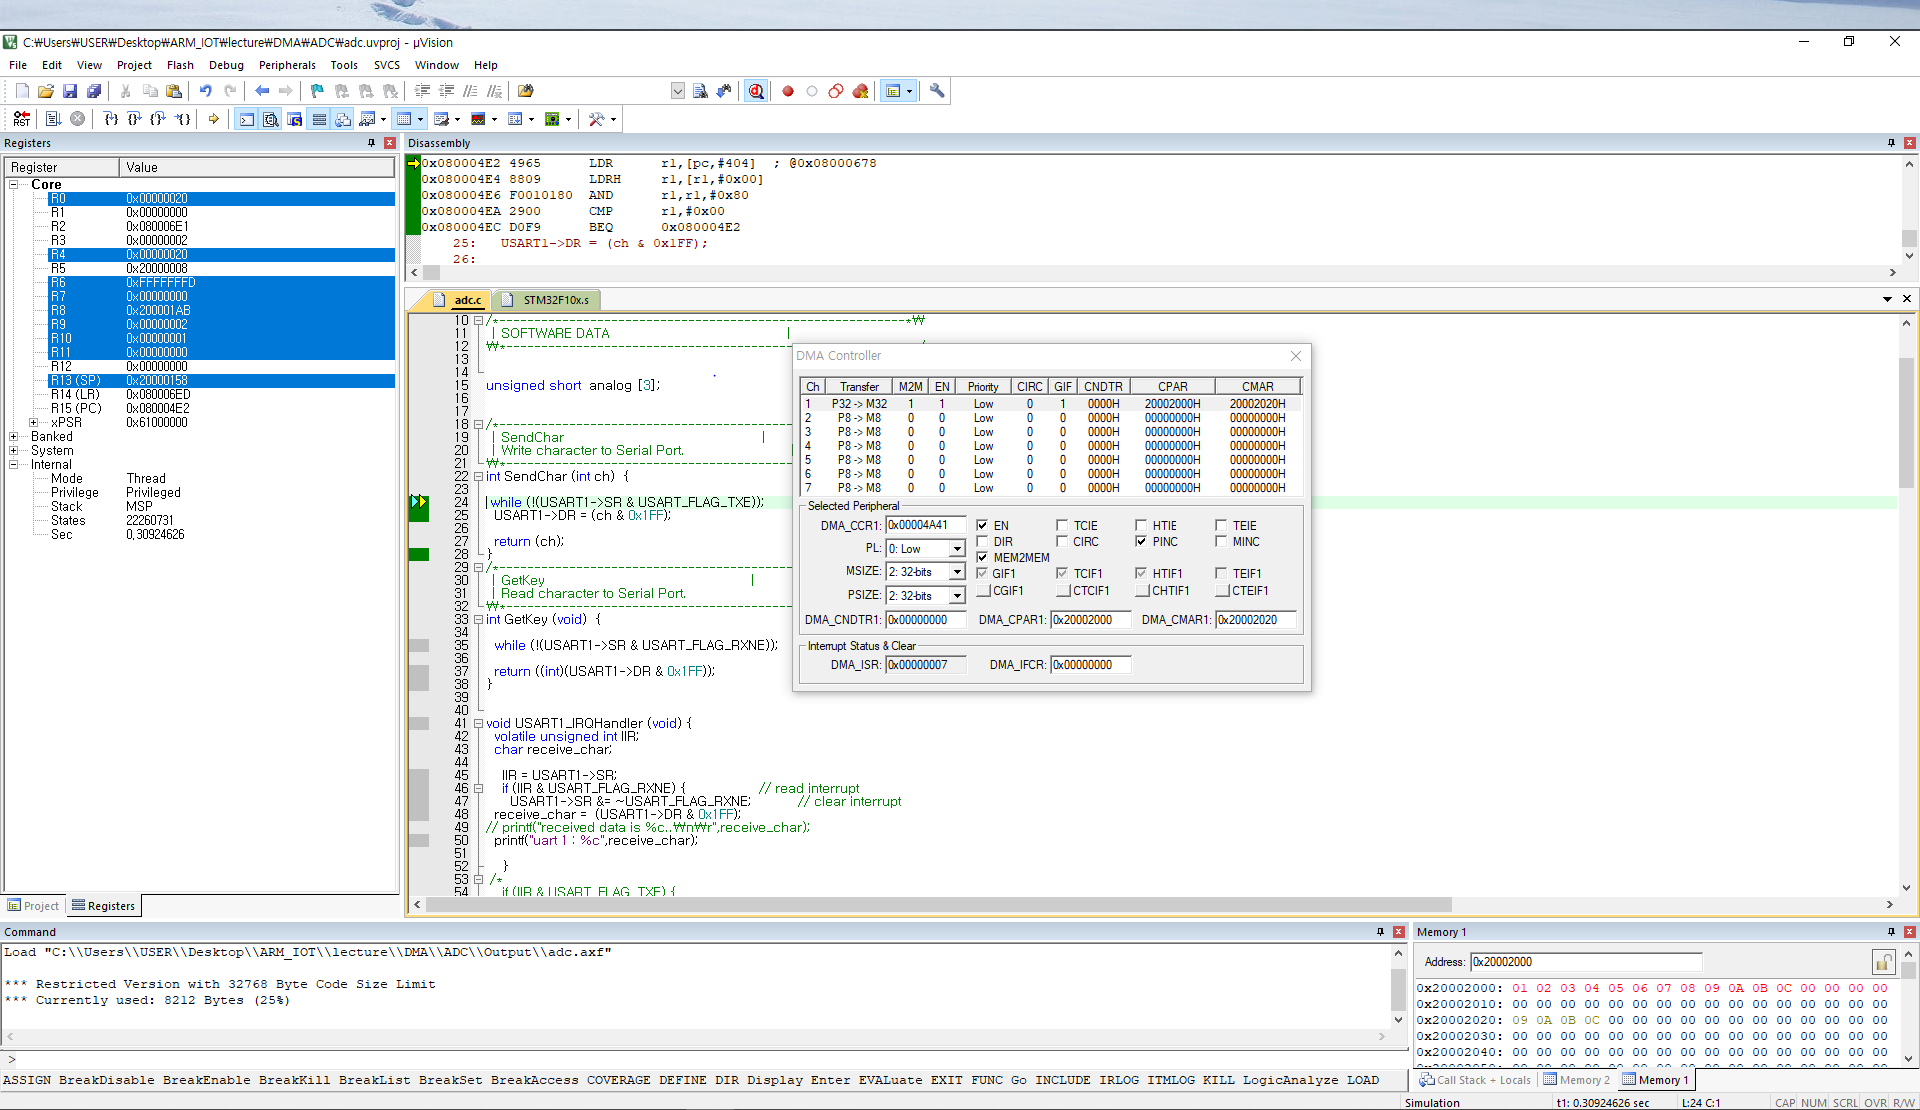 C:₩Users₩USER₩Desktop₩ARM_IOT₩lecture₩DMA₩ADC₩adc.uvproj - µVision
File Edit View Project Flash Debug Peripherals Tools SVCS Window Help
Registers
Register Value
Core
R0 0x00000020
R1 0x00000000
R2 0x080006E1
R3 0x00000002
R4 0x00000020
R5 0x20000008
R6 0xFFFFFFFD
R7 0x00000000
R8 0x200001AB
R9 0x00000002
R10 0x00000001
R11 0x00000000
R12 0x00000000
R13 (SP) 0x20000158
R14 (LR) 0x080006ED
R15 (PC) 0x080004E2
xPSR 0x61000000
Banked
System
Internal
Mode Thread
Privilege Privileged
Stack MSP
States 22260731
Sec 0,30924626
Project Registers
Disassembly
0x080004E2 4965 LDR r1,[pc,#404] ; @0x08000678
0x080004E4 8809 LDRH r1,[r1,#0x00]
0x080004E6 F0010180 AND r1,r1,#0x80
0x080004EA 2900 CMP r1,#0x00
0x080004EC D0F9 BEQ 0x080004E2
25: USART1->DR = (ch & 0x1FF);
26:
adc.c STM32F10x.s
10 /*----------------------------------------------------------*₩
11 | SOFTWARE DATA |
12 ₩*----------------------------------------------------------
13
14
15 unsigned short analog [3];
16
17
18 /*----------------------------------------------------------
19 | SendChar |
20 | Write character to Serial Port. |
21 ₩*----------------------------------------------------------
22 int SendChar (int ch) {
23
24 while (!(USART1->SR & USART_FLAG_TXE));
25 USART1->DR = (ch & 0x1FF);
26
27 return (ch);
28 }
29 /*----------------------------------------------------------
30 | GetKey |
31 | Read character to Serial Port.
32 ₩*----------------------------------------------------------
33 int GetKey (void) {
34
35 while (!(USART1->SR & USART_FLAG_RXNE));
36
37 return ((int)(USART1->DR & 0x1FF));
38 }
39
40
41 void USART1_IRQHandler (void) {
42 volatile unsigned int IIR;
43 char receive_char;
44
45 IIR = USART1->SR;
46 if (IIR & USART_FLAG_RXNE) { // read interrupt
47 USART1->SR &= ~USART_FLAG_RXNE; // clear interrupt
48 receive_char = (USART1->DR & 0x1FF);
49 // printf("received data is %c..₩n₩r",receive_char);
50 printf("uart 1 : %c",receive_char);
51
52 }
53 /*
54 if (IIR & USART_FLAG_TXE) {
DMA Controller
Ch Transfer M2M EN Priority CIRC GIF CNDTR CPAR CMAR
1 P32 -> M32 1 1 Low 0 1 0000H 20002000H 20002020H
2 P8 -> M8 0 0 Low 0 0 0000H 00000000H 00000000H
3 P8 -> M8 0 0 Low 0 0 0000H 00000000H 00000000H
4 P8 -> M8 0 0 Low 0 0 0000H 00000000H 00000000H
5 P8 -> M8 0 0 Low 0 0 0000H 00000000H 00000000H
6 P8 -> M8 0 0 Low 0 0 0000H 00000000H 00000000H
7 P8 -> M8 0 0 Low 0 0 0000H 00000000H 00000000H
Selected Peripheral
DMA_CCR1: 0x00004A41 EN TCIE HTIE TEIE
PL: 0: Low DIR CIRC PINC MINC
MEM2MEM
MSIZE: 2: 32-bits GIF1 TCIF1 HTIF1 TEIF1
PSIZE: 2: 32-bits CGIF1 CTCIF1 CHTIF1 CTEIF1
DMA_CNDTR1: 0x00000000 DMA_CPAR1: 0x20002000 DMA_CMAR1: 0x20002020
Interrupt Status & Clear
DMA_ISR: 0x00000007 DMA_IFCR: 0x00000000
Command
Load "C:\\Users\\USER\\Desktop\\ARM_IOT\\lecture\\DMA\\ADC\\Output\\adc.axf"
*** Restricted Version with 32768 Byte Code Size Limit
*** Currently used: 8212 Bytes (25%)
>
ASSIGN BreakDisable BreakEnable BreakKill BreakList BreakSet BreakAccess COVERAGE DEFINE DIR Display Enter EVALuate EXIT FUNC Go INCLUDE IRLOG ITMLOG KILL LogicAnalyze LOAD
Memory 1
Address: 0x20002000
0x20002000: 01 02 03 04 05 06 07 08 09 0A 0B 0C 00 00 00 00
0x20002010: 00 00 00 00 00 00 00 00 00 00 00 00 00 00 00 00
0x20002020: 09 0A 0B 0C 00 00 00 00 00 00 00 00 00 00 00 00
0x20002030: 00 00 00 00 00 00 00 00 00 00 00 00 00 00 00 00
0x20002040: 00 00 00 00 00 00 00 00 00 00 00 00 00 00 00 00
Call Stack + Locals Memory 2 Memory 1
Simulation t1: 0.30924626 sec L:24 C:1 CAP NUM SCRL OVR R/W